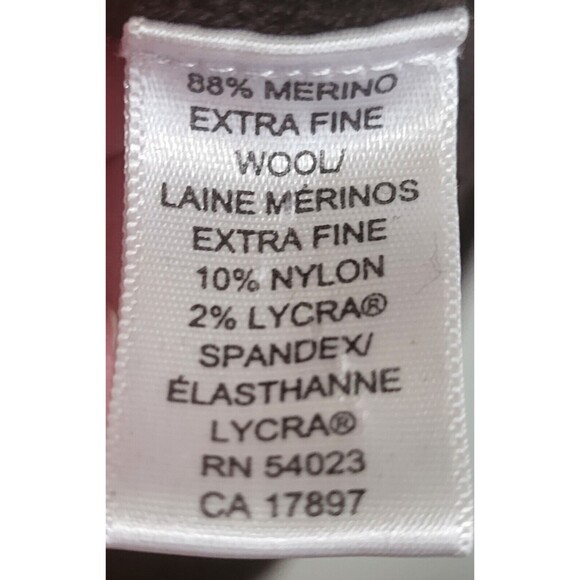 88% MERINO
EXTRA FINE
WOOL/
LAINE MÉRINOS
EXTRA FINE
10% NYLON
2% LYCRA®
SPANDEX/
ÉLASTHANNE
LYCRA®
RN 54023
CA 17897